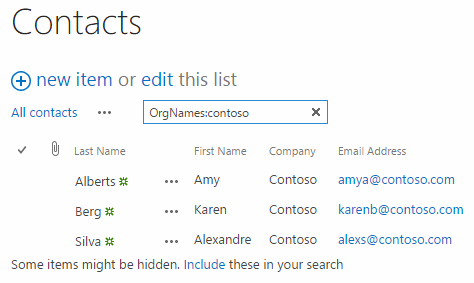 Contacts
new item or edit this list
All contacts ••• OrgNames:contoso
Last Name First Name Company Email Address
Alberts ••• Amy Contoso amya@contoso.com
Berg ••• Karen Contoso karenb@contoso.com
Silva ••• Alexandre Contoso alexs@contoso.com
Some items might be hidden. Include these in your search